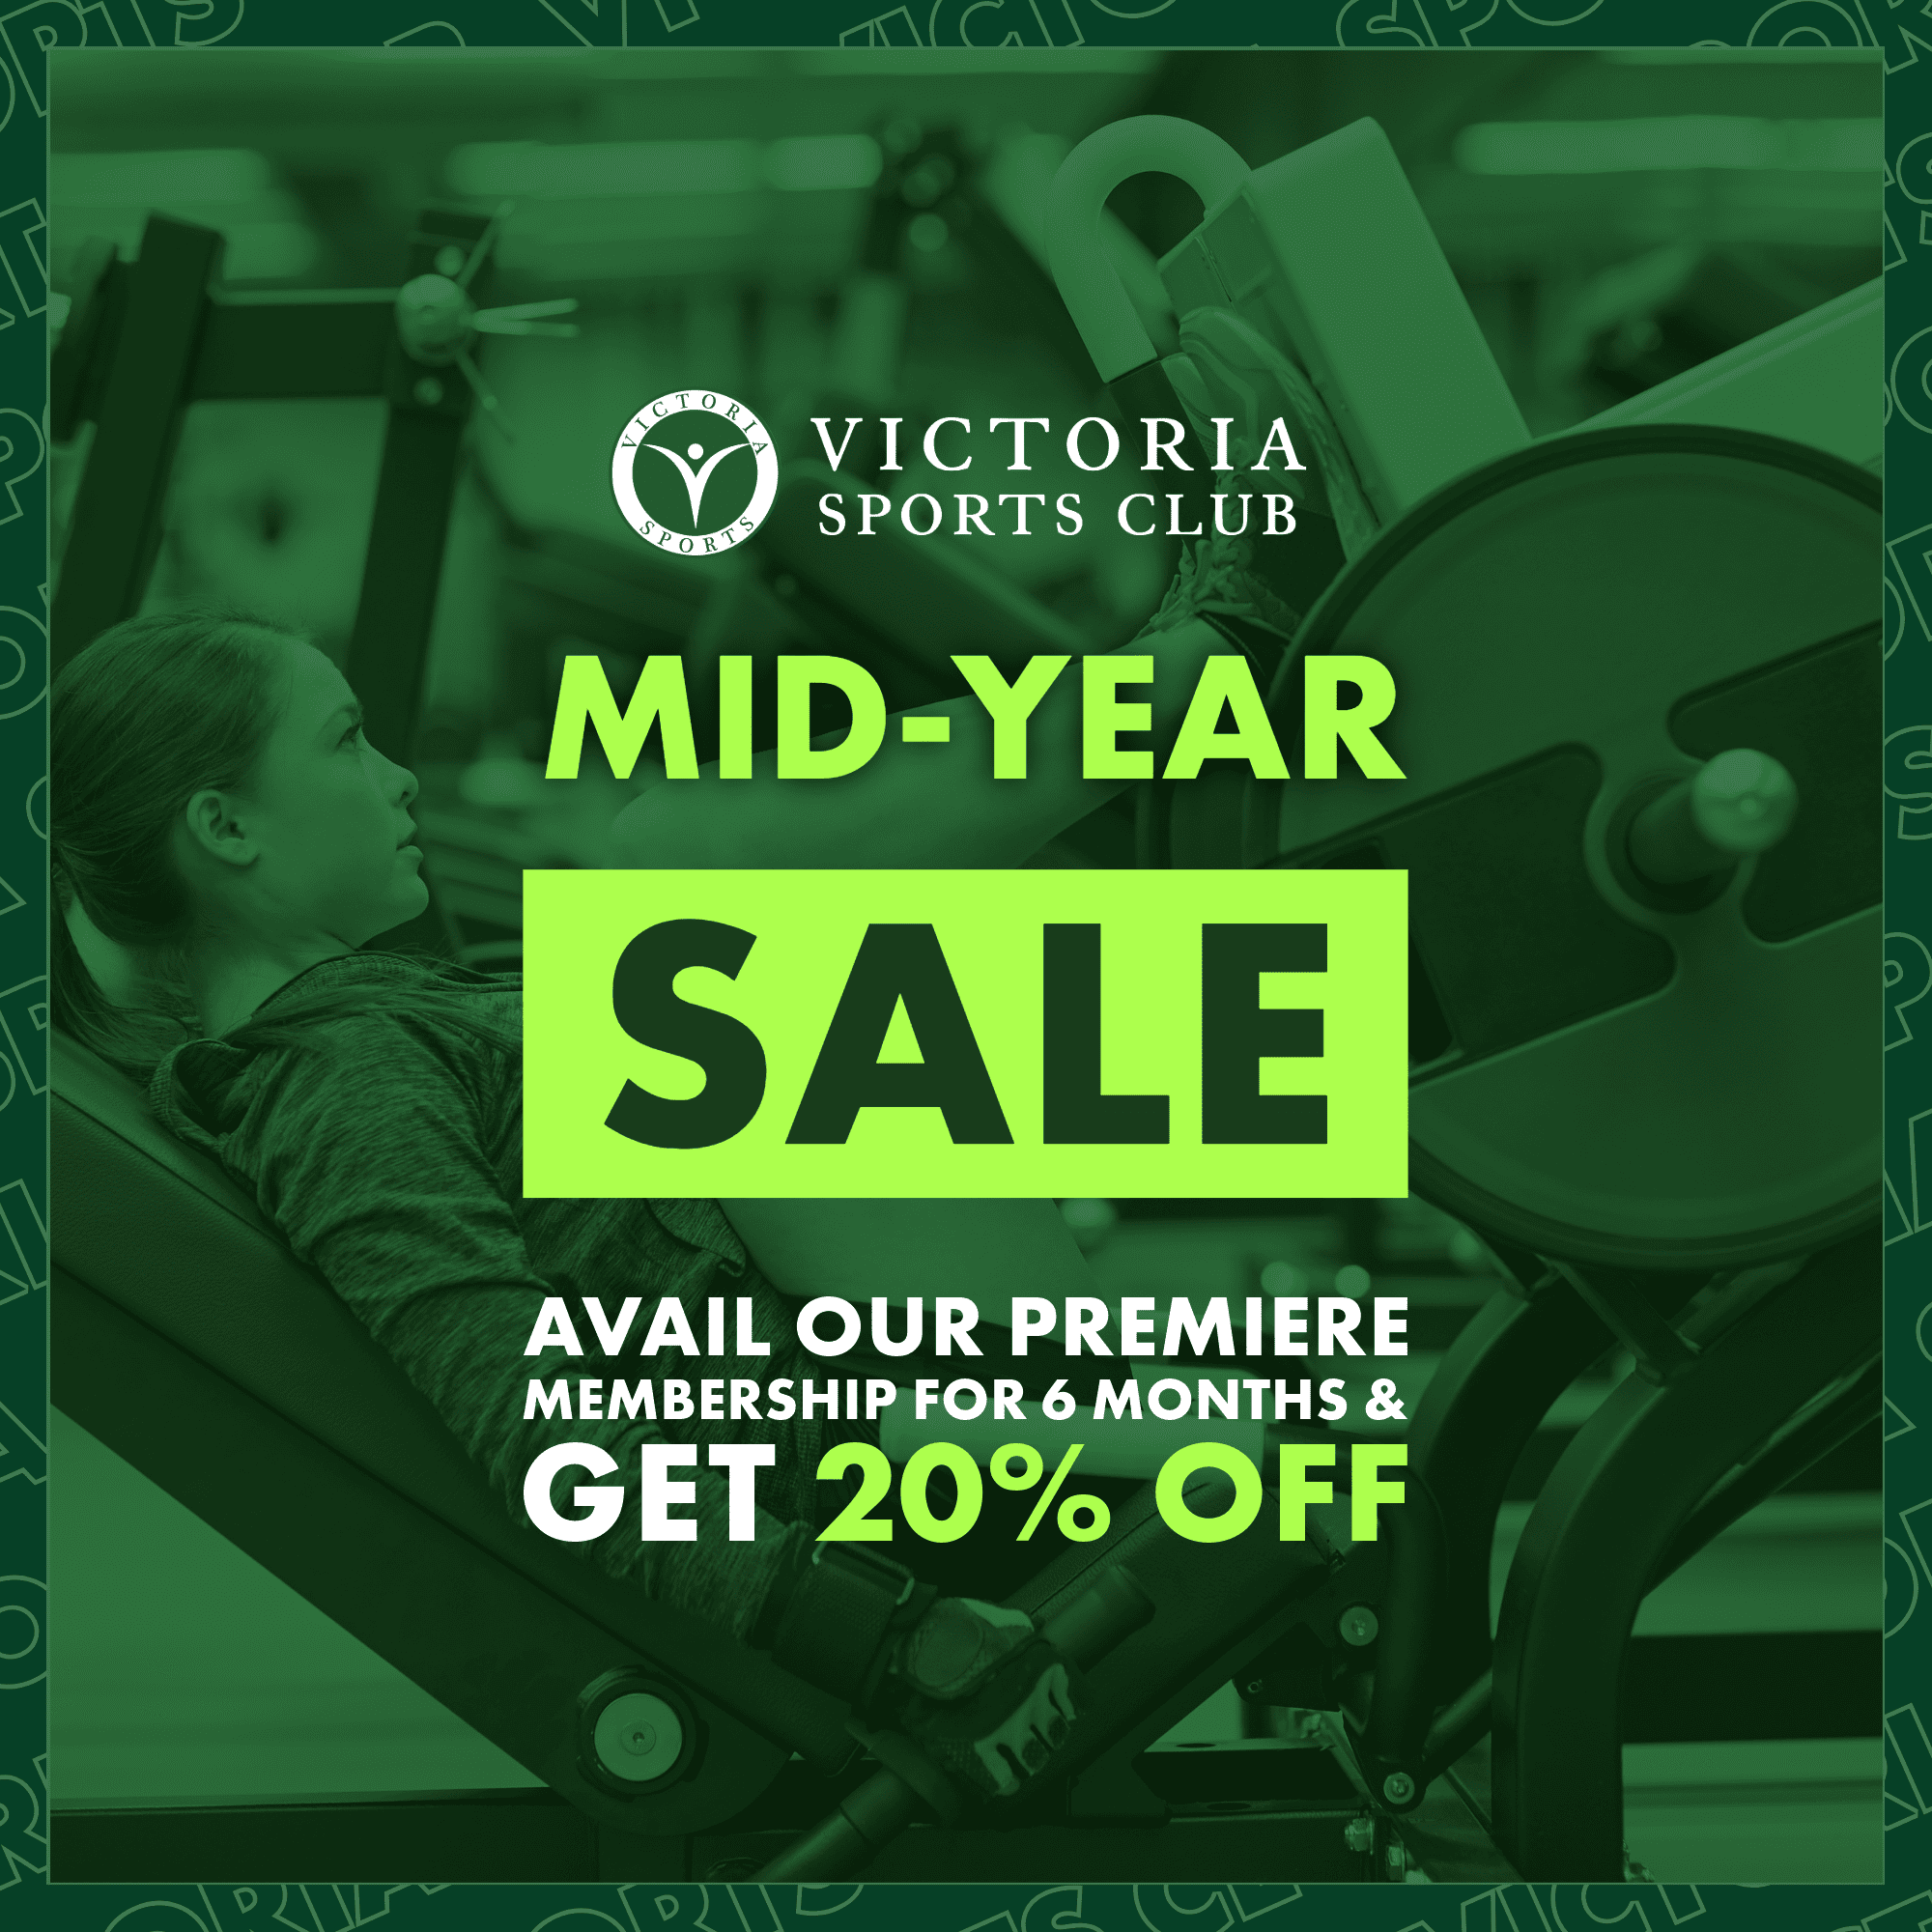 VICTORIA
SPORTS
VICTORIA
SPORTS CLUB
MID-YEAR
SALE
AVAIL OUR PREMIERE
MEMBERSHIP FOR 6 MONTHS &
GET 20% OFF